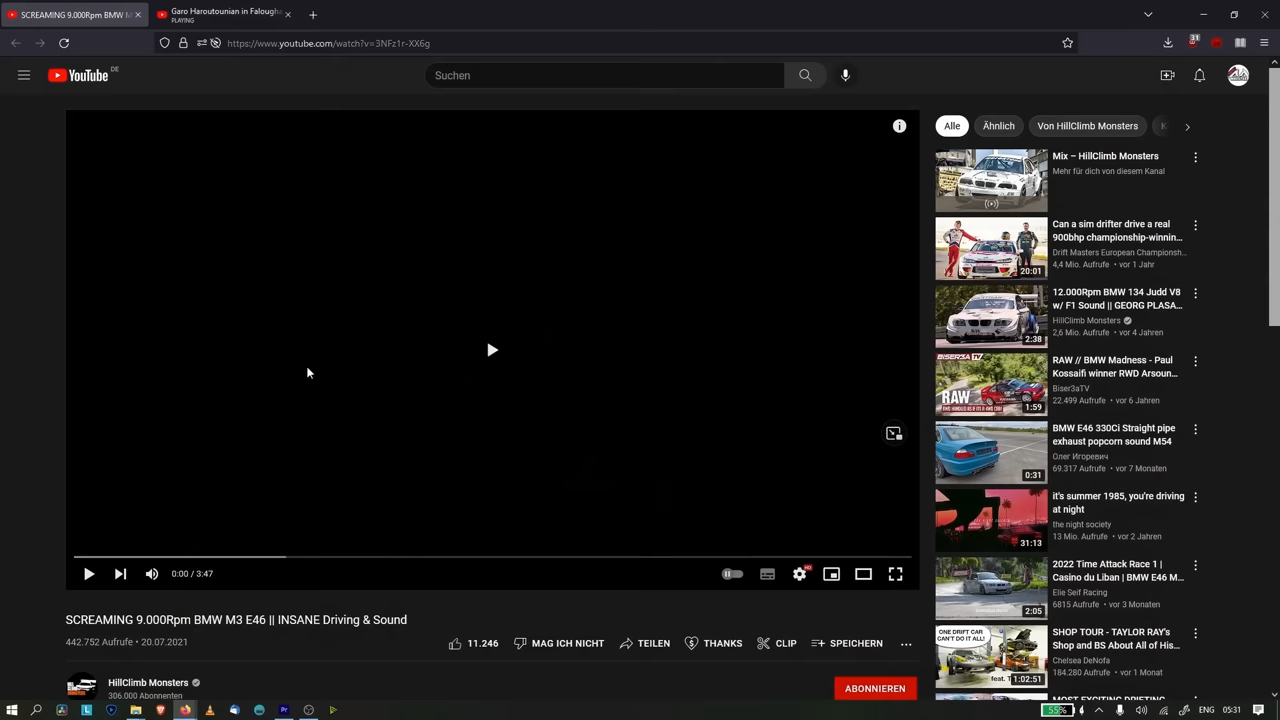 SCREAMING 9.000Rpm BMW M
Garo Haroutounian in Falougha
PLAYING
31
https://www.youtube.com/watch?v=3NFz1r-XX6g
YouTube DE
Suchen
Alle
Ähnlich
Von HillClimb Monsters
Mix – HillClimb Monsters
Mehr für dich von diesem Kanal
Can a sim drifter drive a real
900bhp championship-winnin...
Drift Masters European Championsh...
4,4 Mio. Aufrufe • vor 1 Jahr
20:01
12.000Rpm BMW 134 Judd V8
w/ F1 Sound || GEORG PLASA...
HillClimb Monsters
2,6 Mio. Aufrufe • vor 4 Jahren
2:38
BISER3A TV
RAW
RAW // BMW Madness - Paul
Kossaifi winner RWD Arsoun...
Biser3aTV
22.499 Aufrufe • vor 6 Jahren
1:59
BMW E46 330Ci Straight pipe
exhaust popcorn sound M54
Олег Игоревич
69.317 Aufrufe • vor 7 Monaten
0:31
it's summer 1985, you're driving
at night
the night society
13 Mio. Aufrufe • vor 2 Jahren
31:13
2022 Time Attack Race 1 |
Casino du Liban | BMW E46 M...
Elie Seif Racing
6815 Aufrufe • vor 3 Monaten
2:05
ONE DRIFT CAR
CAN'T DO IT ALL!
SHOP TOUR - TAYLOR RAY's
Shop and BS About All of His...
Chelsea DeNofa
184.280 Aufrufe • vor 1 Monat
feat.
1:02:51
MOST EXCITING DRIFTING
0:00 / 3:47
HD
SCREAMING 9.000Rpm BMW M3 E46 || INSANE Driving & Sound
442.752 Aufrufe • 20.07.2021
11.246
MAG ICH NICHT
TEILEN
THANKS
CLIP
SPEICHERN
HillClimb Monsters
306.000 Abonnenten
ABONNIEREN
55%
ENG
05:31